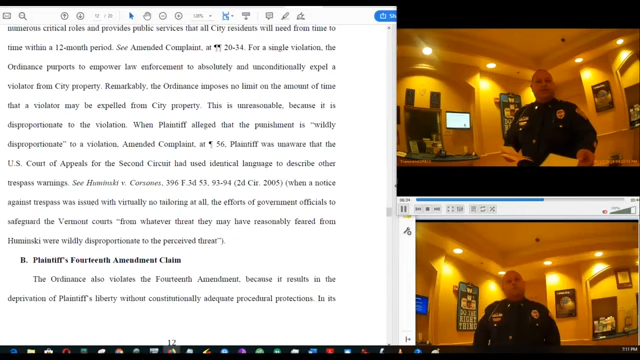 12 / 20
128%
numerous critical roles and provides public services that all City residents will need from time to
time within a 12-month period. See Amended Complaint, at ¶¶ 20-34. For a single violation, the
Ordinance purports to empower law enforcement to absolutely and unconditionally expel a
violator from City property. Remarkably, the Ordinance imposes no limit on the amount of time
that a violator may be expelled from City property. This is unreasonable, because it is
disproportionate to the violation. When Plaintiff alleged that the punishment is “wildly
disproportionate” to a violation, Amended Complaint, at ¶ 56, Plaintiff was unaware that the
U.S. Court of Appeals for the Second Circuit had used identical language to describe other
trespass warnings. See Huminski v. Corsones, 396 F.3d 53, 93-94 (2d Cir. 2005) (when a notice
against trespass was issued with virtually no tailoring at all, the efforts of government officials to
safeguard the Vermont courts “from whatever threat they may have reasonably feared from
Huminski were wildly disproportionate to the perceived threat”).
B. Plaintiff’s Fourteenth Amendment Claim
The Ordinance also violates the Fourteenth Amendment, because it results in the
deprivation of Plaintiff’s liberty without constitutionally adequate procedural protections. In its
12
DO THE
RIGHT
THING
7:11 PM